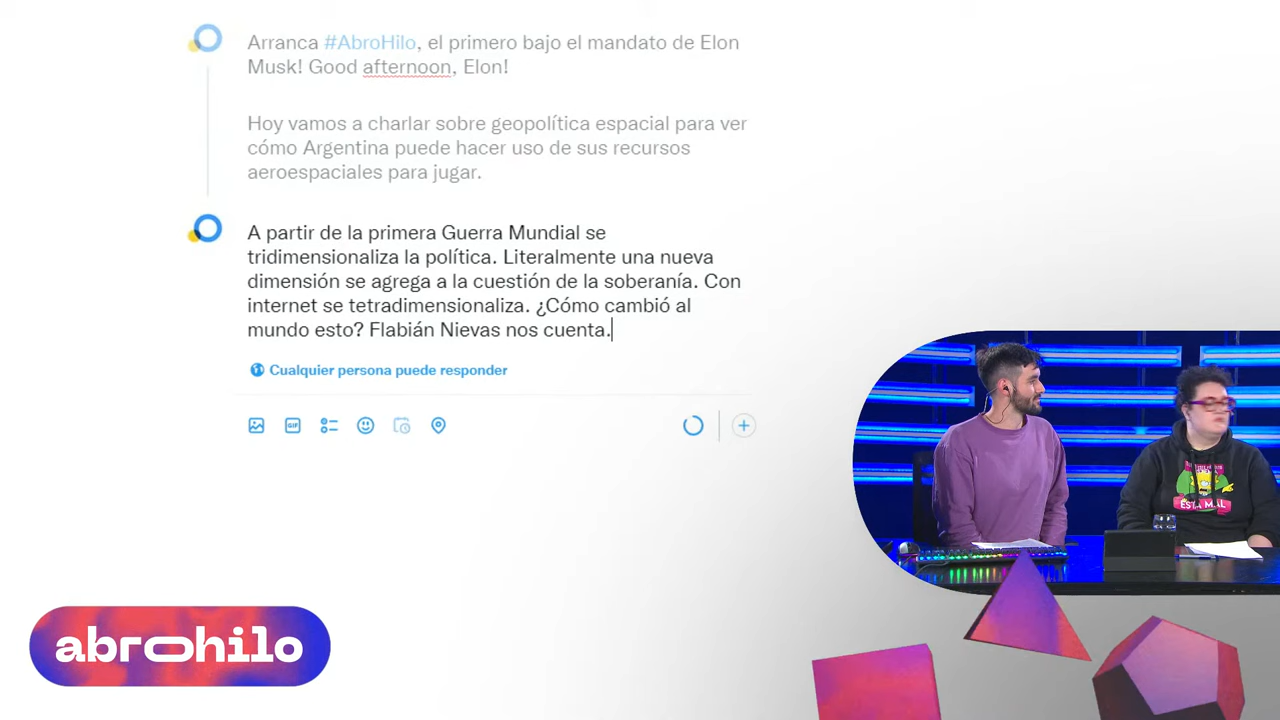 Arranca #AbroHilo, el primero bajo el mandato de Elon
Musk! Good afternoon, Elon!
Hoy vamos a charlar sobre geopolítica espacial para ver
cómo Argentina puede hacer uso de sus recursos
aeroespaciales para jugar.
A partir de la primera Guerra Mundial se
tridimensionaliza la política. Literalmente una nueva
dimensión se agrega a la cuestión de la soberanía. Con
internet se tetradimensionaliza. ¿Cómo cambió al
mundo esto? Flabián Nievas nos cuenta.
Cualquier persona puede responder
GIF
ESTA MAL
abrohilo